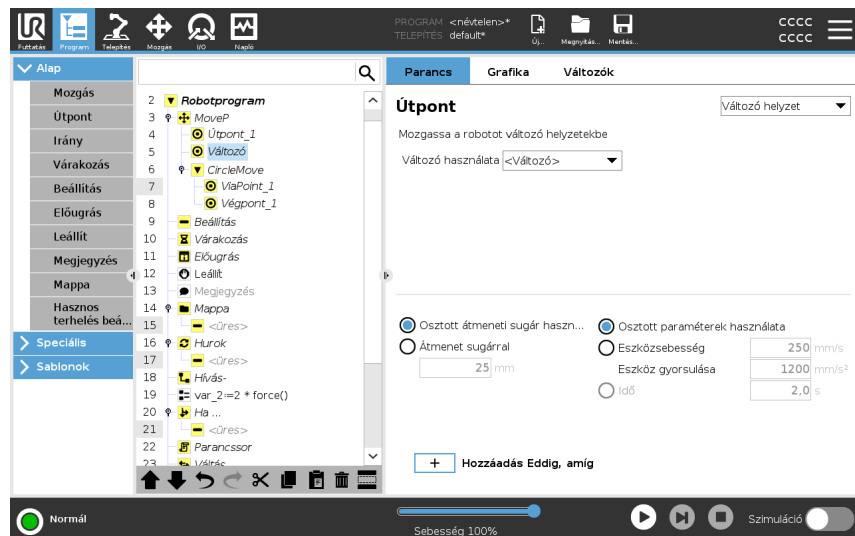 PROGRAM <névtelen>*
TELEPÍTÉS default*
Futtatás Program Telepítés Mozgás I/O Napló Új... Megnyitás... Mentés...
CCCC
CCCC
Alap
Mozgás
Útpont
Irány
Várakozás
Beállítás
Előugrás
Leállít
Megjegyzés
Mappa
Hasznos
terhelés beá...
Speciális
Sablonok
2 Robotprogram
3 MoveP
4 Útpont_1
5 Változó
6 CircleMove
7 ViaPoint_1
8 Végpont_1
9 Beállítás
10 Várakozás
11 Előugrás
12 Leállít
13 Megjegyzés
14 Mappa
15 <üres>
16 Hurok
17 <üres>
18 Hívás-
19 var_2:=2 * force()
20 Ha ...
21 <üres>
22 Parancssor
23 Váltás
Parancs Grafika Változók
Útpont
Változó helyzet
Mozgassa a robotot változó helyzetekbe
Változó használata <Változó>
Osztott átmeneti sugár haszn...
Átmenet sugárral
25 mm
Osztott paraméterek használata
Eszközsebesség 250 mm/s
Eszköz gyorsulása 1200 mm/s²
Idő 2,0 s
+ Hozzáadás Eddig, amíg
Normál
Sebesség 100%
Szimuláció